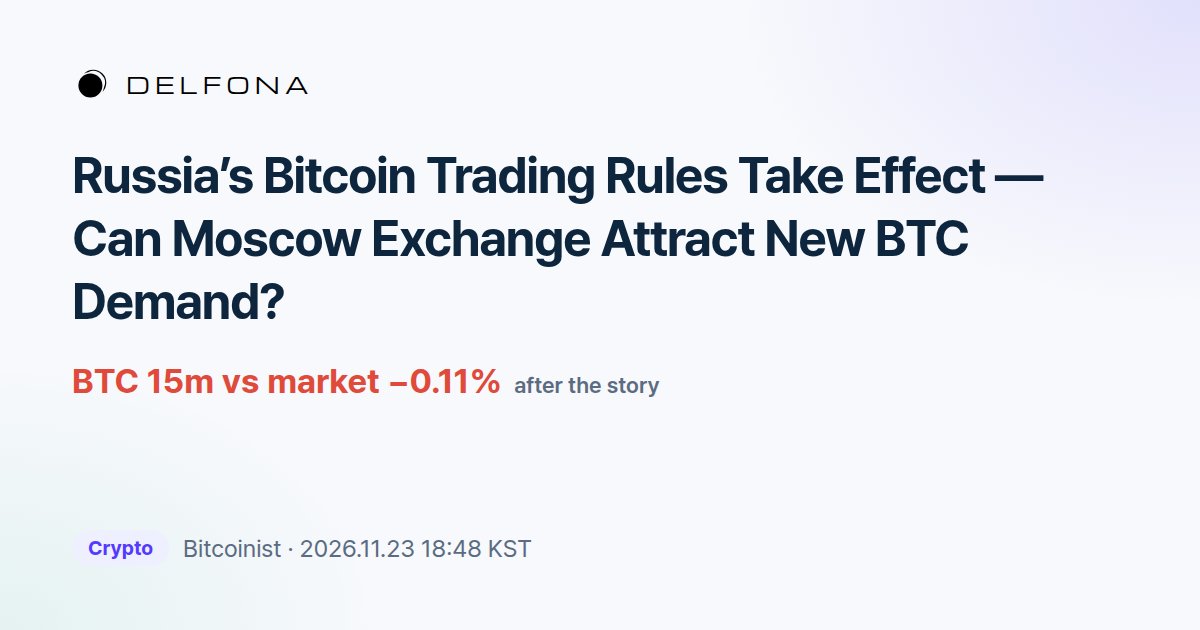 DELFONA
Russia’s Bitcoin Trading Rules Take Effect —
Can Moscow Exchange Attract New BTC
Demand?
BTC 15m vs market −0.11% after the story
Crypto Bitcoinist · 2026.11.23 18:48 KST